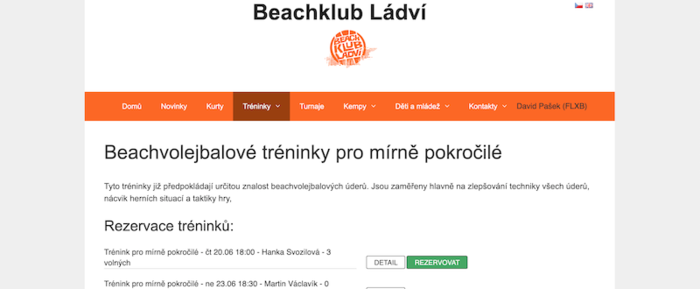 Beachklub Ládví
BEACH
KLUB
LÁDVÍ
Domů Novinky Kurty Tréninky Turnaje Kempy Děti a mládež Kontakty David Pašek (FLXB)
Beachvolejbalové tréninky pro mírně pokročilé
Tyto tréninky již předpokládají určitou znalost beachvolejbalových úderů. Jsou zaměřeny hlavně na zlepšování techniky všech úderů,
nácvik herních situací a taktiky hry,
Rezervace tréninků:
Trénink pro mírně pokročilé - čt 20.06 18:00 - Hanka Svozilová - 3
volných
DETAIL REZERVOVAT
Trénink pro mírně pokročilé - ne 23.06 18:30 - Martin Václavík - 0